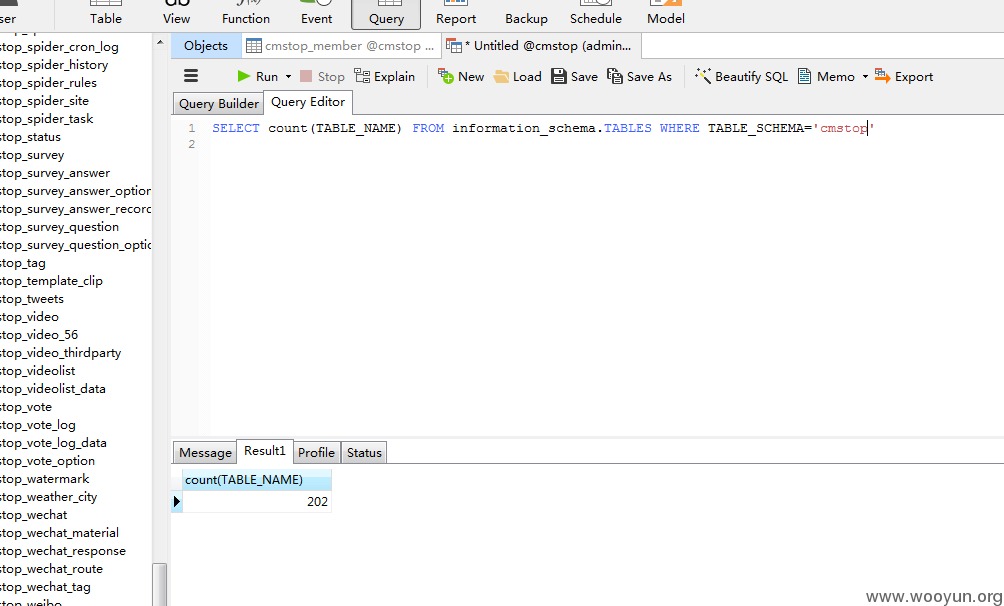 ser Table View Function Event Query Report Backup Schedule Model
Objects cmstop_member @cmstop ... * Untitled @cmstop (admin...
Run Stop Explain New Load Save Save As Beautify SQL Memo Export
Query Builder Query Editor
1 SELECT count(TABLE_NAME) FROM information_schema.TABLES WHERE TABLE_SCHEMA='cmstop'
2
stop_spider_cron_log
stop_spider_history
stop_spider_rules
stop_spider_site
stop_spider_task
stop_status
stop_survey
stop_survey_answer
stop_survey_answer_option
stop_survey_answer_record
stop_survey_question
stop_survey_question_optio
stop_tag
stop_template_clip
stop_tweets
stop_video
stop_video_56
stop_video_thirdparty
stop_videolist
stop_videolist_data
stop_vote
stop_vote_log
stop_vote_log_data
stop_vote_option
stop_watermark
stop_weather_city
stop_wechat
stop_wechat_material
stop_wechat_response
stop_wechat_route
stop_wechat_tag
stop_weibo
Message Result1 Profile Status
count(TABLE_NAME)
202
www.wooyun.org